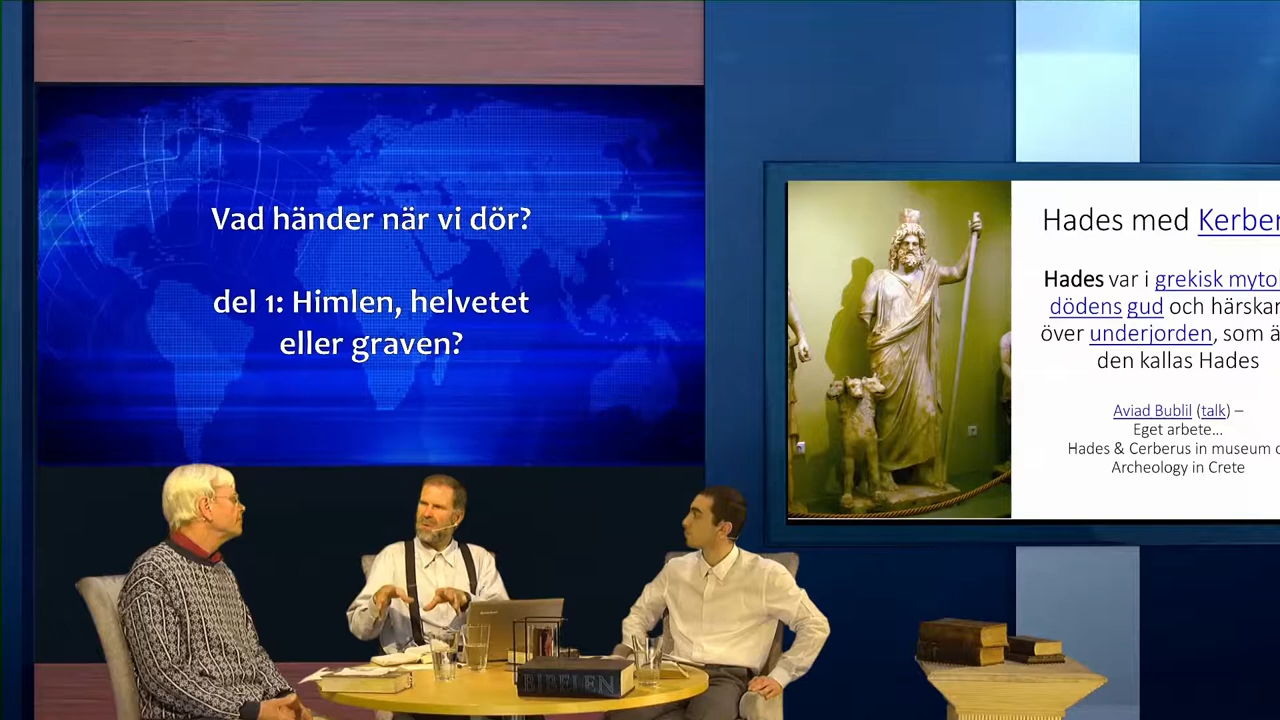 Vad händer när vi dör?
del 1: Himlen, helvetet
eller graven?
Hades med Kerber
Hades var i grekisk myto
dödens gud och härskar
över underjorden, som ä
den kallas Hades
Aviad Bublil (talk) –
Eget arbete...
Hades & Cerberus in museum o
Archeology in Crete
BIBELEN